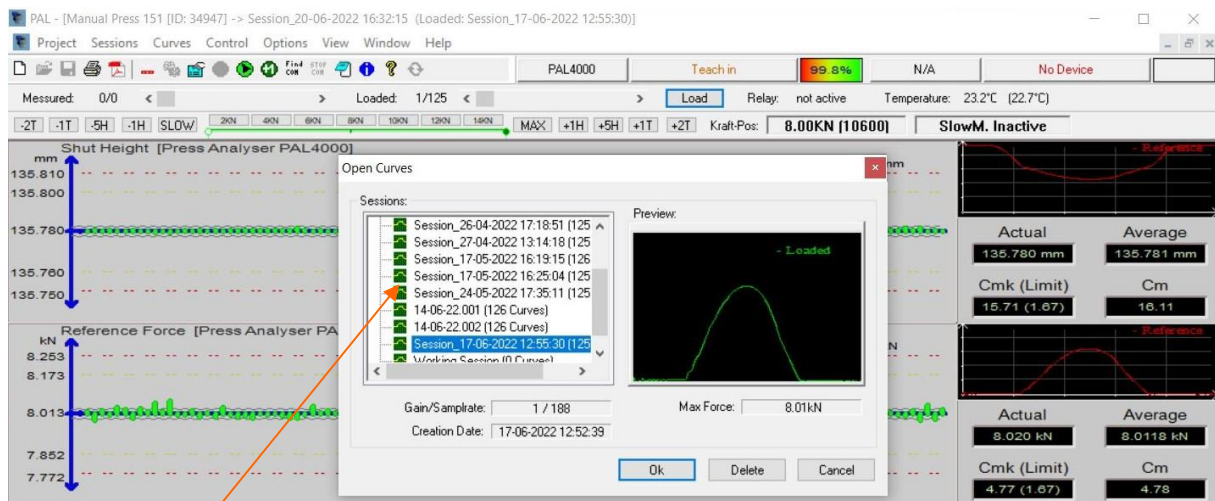 PAL - [Manual Press 151 [ID: 34947] -> Session_20-06-2022 16:32:15 (Loaded: Session_17-06-2022 12:55:30)]
Project Sessions Curves Control Options View Window Help
Find COM STOP COM PAL4000 Teach in 99.8% N/A No Device
Messured: 0/0 < > Loaded: 1/125 < > Load Relay: not active Temperature: 23.2°C (22.7°C)
-2T -1T -5H -1H SLOW 2KN 4KN 6KN 8KN 10KN 12KN 14KN MAX +1H +5H +1T +2T Kraft-Pos: 8.00KN (10600) SlowM. Inactive
Shut Height [Press Analyser PAL4000]
mm
135.810
135.800
135.780
135.760
135.750
Reference Force [Press Analyser PA
kN
8.253
8.173
8.013
7.852
7.772
Open Curves
Sessions:
Session_26-04-2022 17:18:51 (125
Session_27-04-2022 13:14:18 (125
Session_17-05-2022 16:19:15 (126
Session_17-05-2022 16:25:04 (125
Session_24-05-2022 17:35:11 (125
14-06-22.001 (126 Curves)
14-06-22.002 (126 Curves)
Session_17-06-2022 12:55:30 (125
Working Session (0 Curves)
Preview:
- Loaded
Gain/Samplrate: 1 / 188
Max Force: 8.01kN
Creation Date: 17-06-2022 12:52:39
Ok Delete Cancel
nm
- Reference
Actual Average
135.780 mm 135.781 mm
Cmk (Limit) Cm
15.71 (1.67) 16.11
N
- Reference
Actual Average
8.020 kN 8.0118 kN
Cmk (Limit) Cm
4.77 (1.67) 4.78